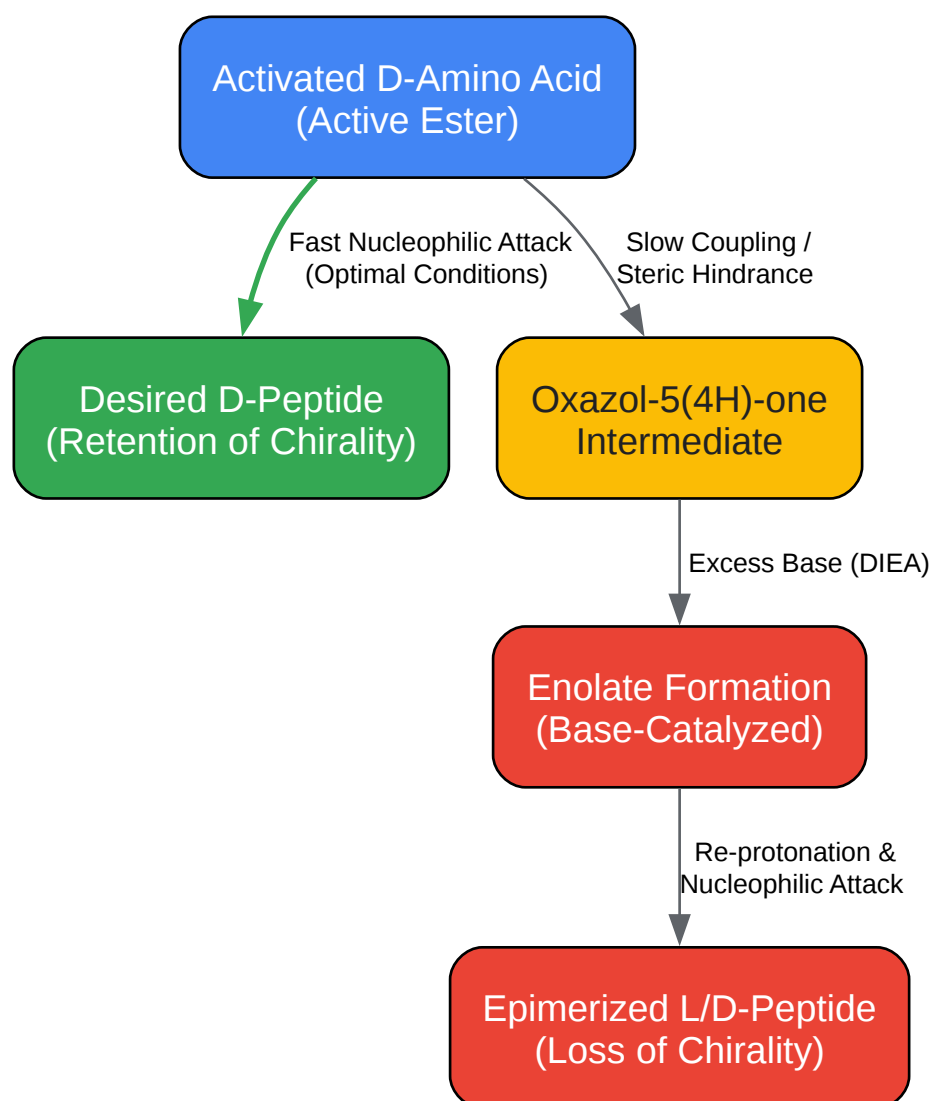 Activated D-Amino Acid
(Active Ester)
Fast Nucleophilic Attack
(Optimal Conditions)
Slow Coupling /
Steric Hindrance
Desired D-Peptide
(Retention of Chirality)
Oxazol-5(4H)-one
Intermediate
Excess Base (DIEA)
Enolate Formation
(Base-Catalyzed)
Re-protonation &
Nucleophilic Attack
Epimerized L/D-Peptide
(Loss of Chirality)